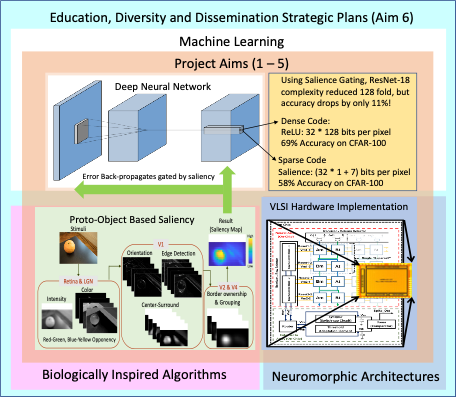 Education, Diversity and Dissemination Strategic Plans (Aim 6)
Machine Learning
Project Aims (1 – 5)
Deep Neural Network
Using Salience Gating, ResNet-18
complexity reduced 128 fold, but
accuracy drops by only 11%!
Dense Code:
ReLU: 32 * 128 bits per pixel
69% Accuracy on CFAR-100
Sparse Code
Salience: (32 * 1 + 7) bits per pixel
58% Accuracy on CFAR-100
Error Back-propagates gated by saliency
Proto-Object Based Saliency
Stimuli
Result
(Saliency Map)
V1
Orientation
Edge Detection
Retina & LGN
Color
Intensity
Center-Surround
V2 & V4
Border ownership
& Grouping
Red-Green, Blue-Yellow Opponency
VLSI Hardware Implementation
Biologically Inspired Algorithms
Neuromorphic Architectures